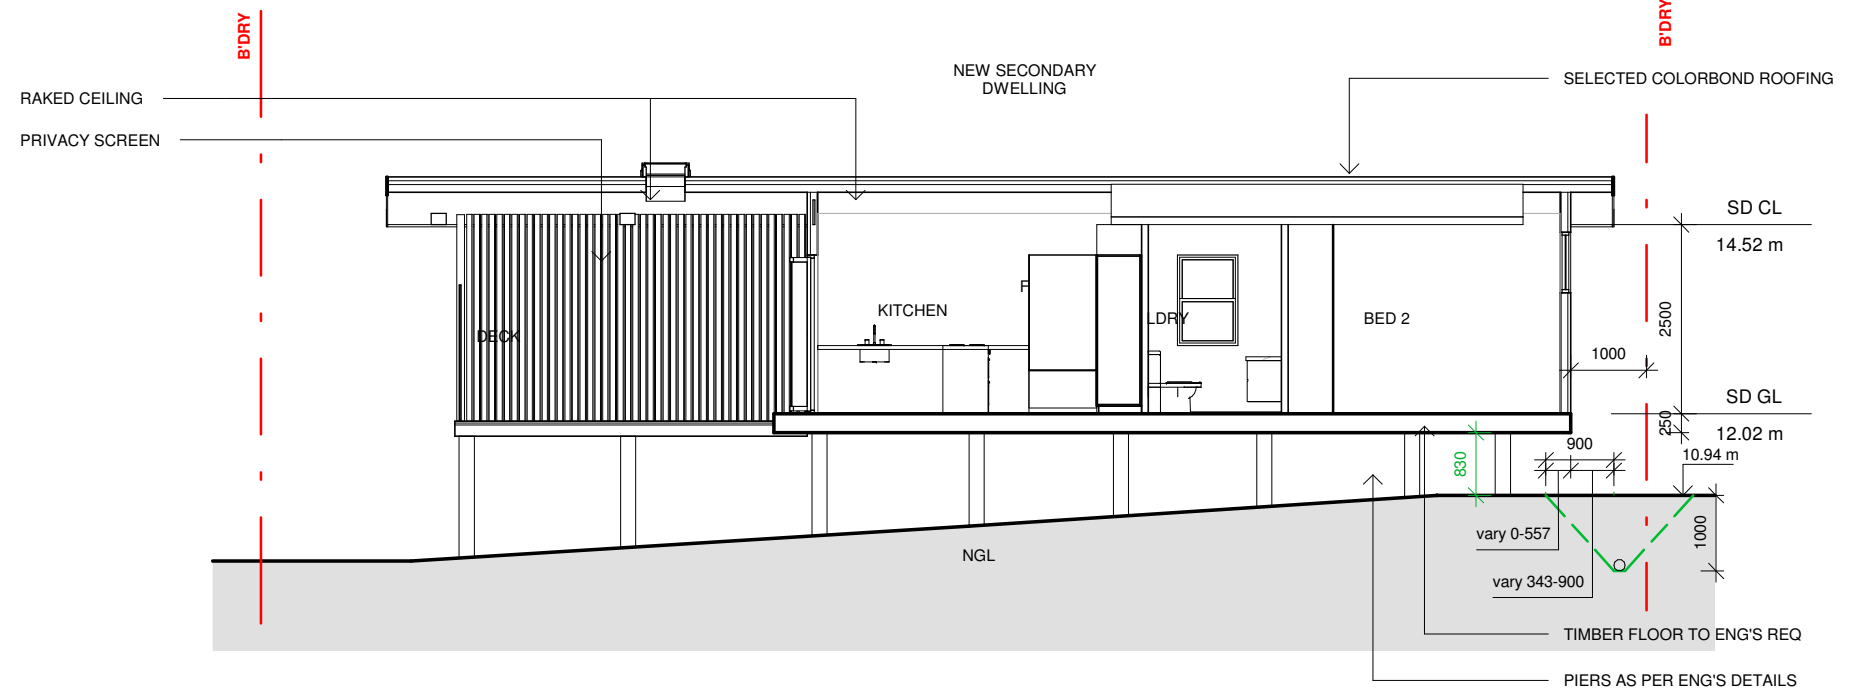 B'DRY
B'DRY
NEW SECONDARY
DWELLING
SELECTED COLORBOND ROOFING
RAKED CEILING
PRIVACY SCREEN
SD CL
14.52 m
KITCHEN
F
LDRY
BED 2
DECK
2500
1000
SD GL
250
12.02 m
900
10.94 m
830
vary 0-557
1000
NGL
vary 343-900
TIMBER FLOOR TO ENG'S REQ
PIERS AS PER ENG'S DETAILS